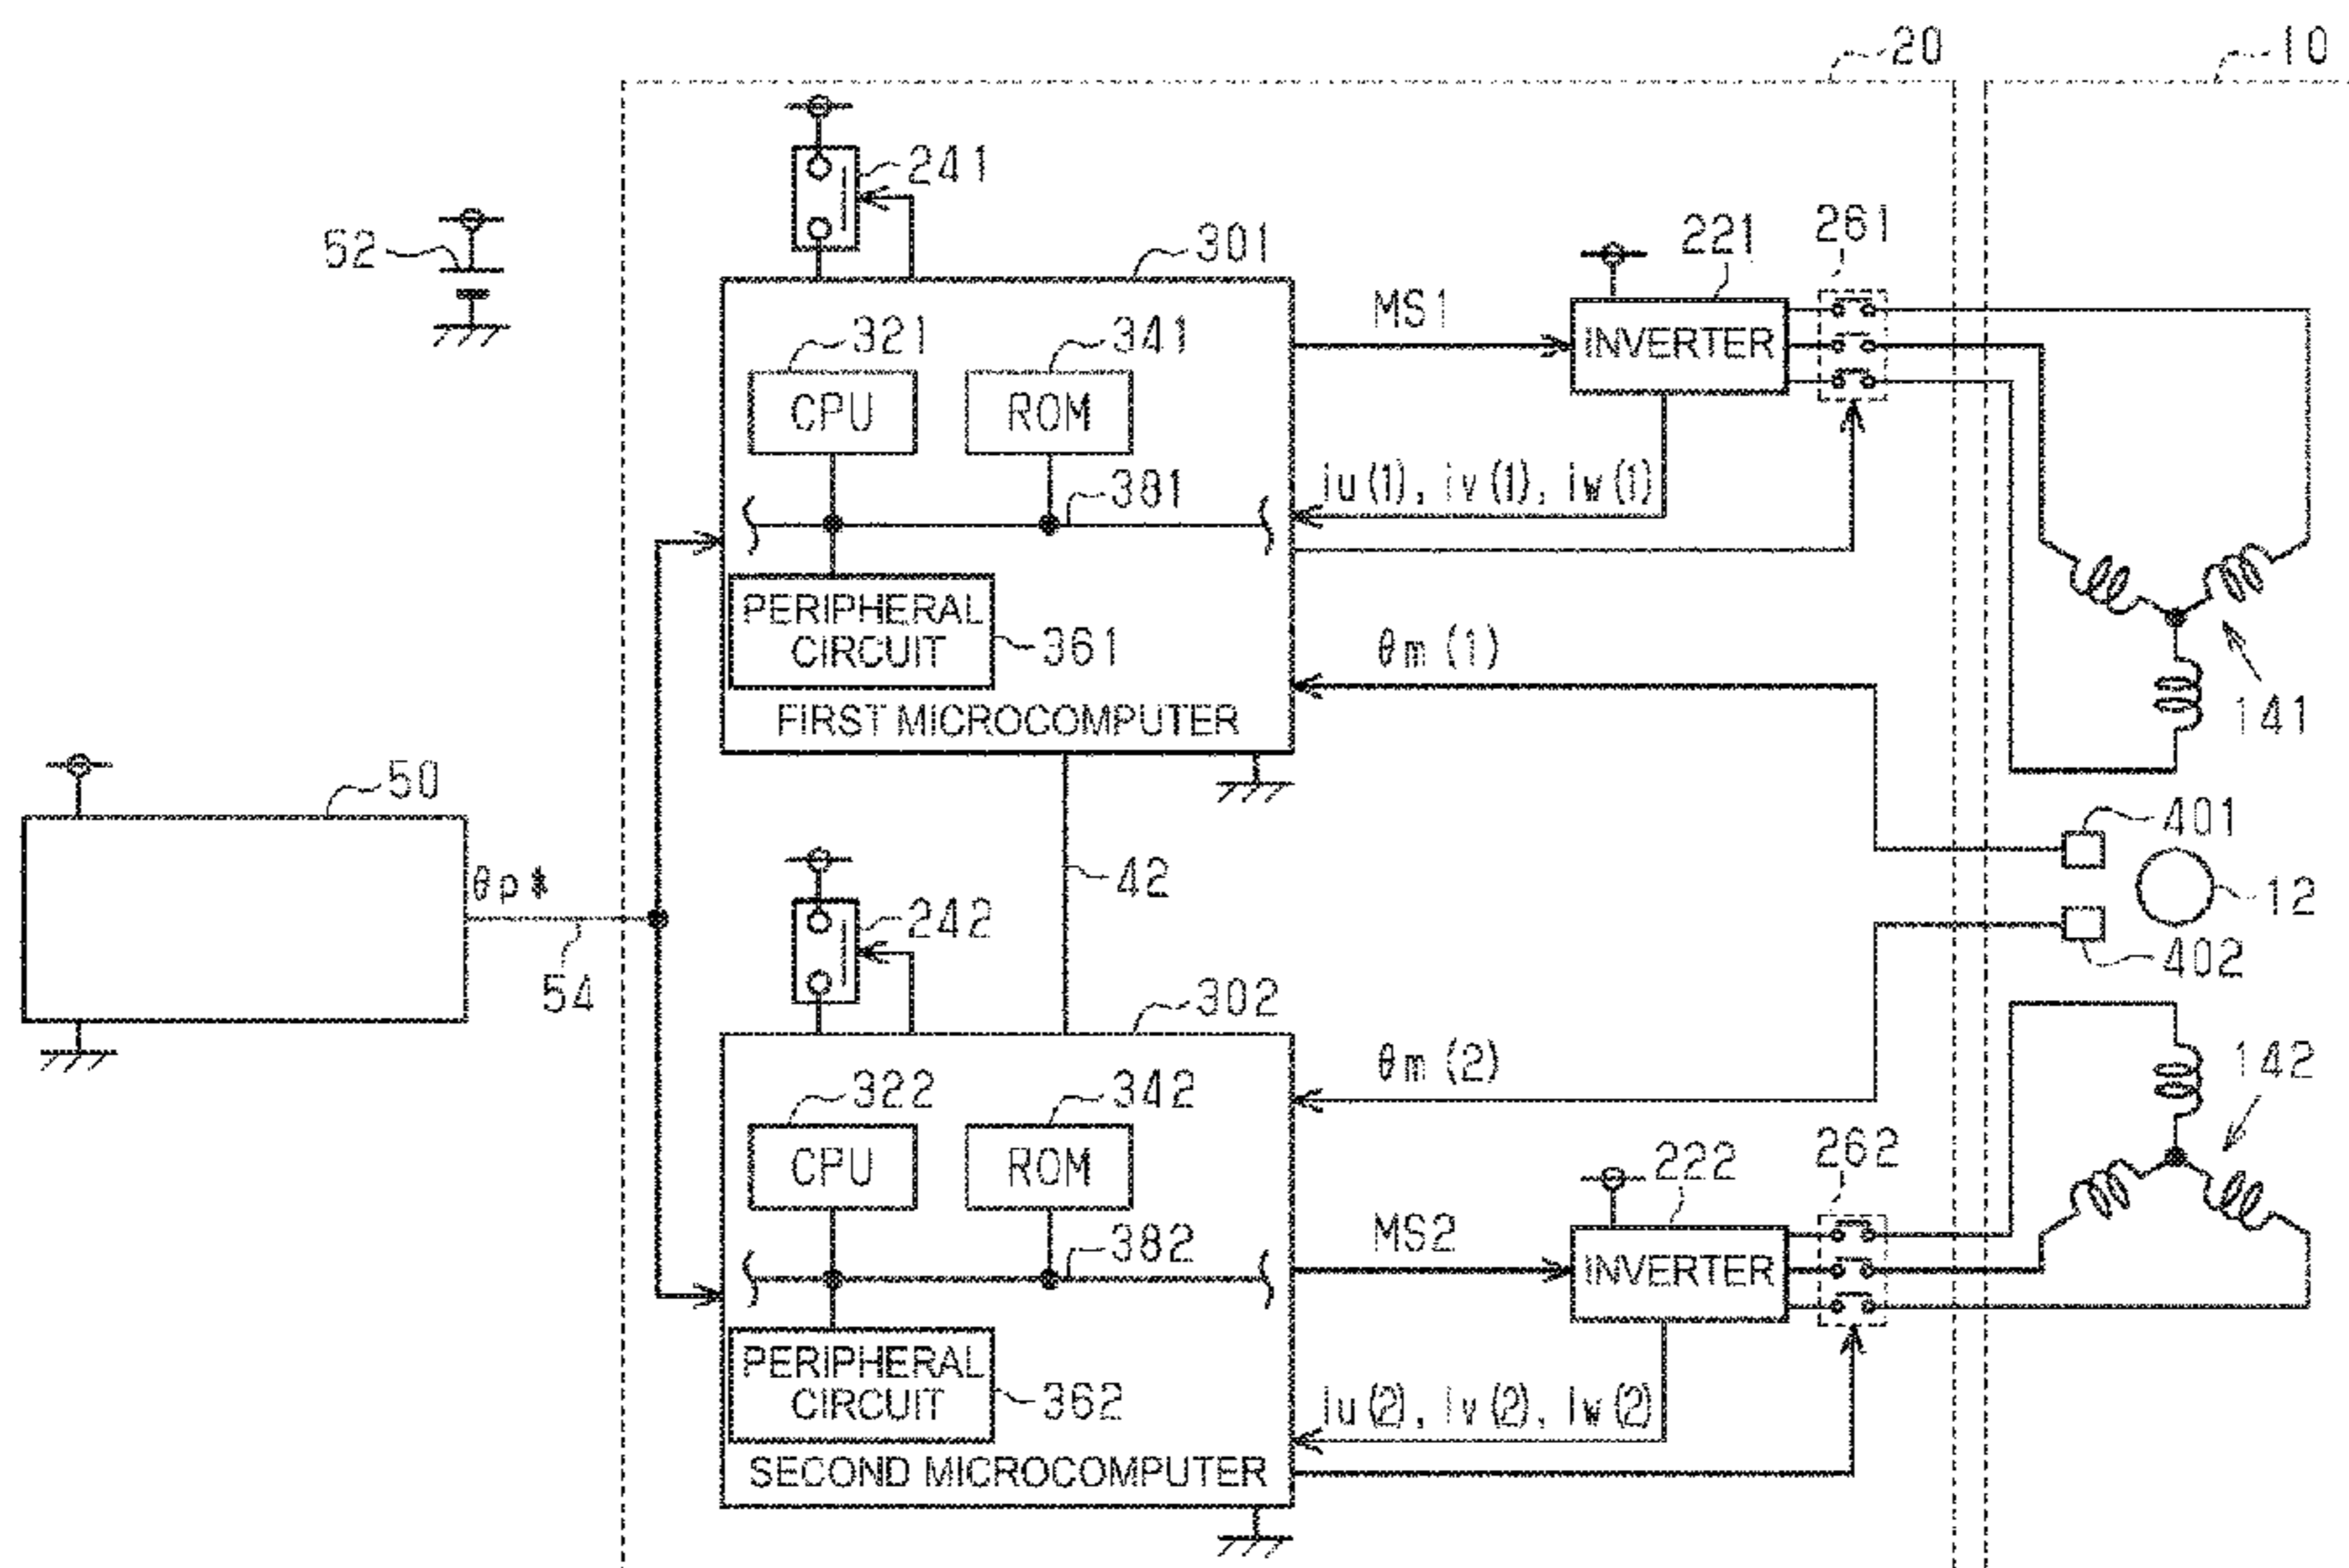 20
10
241
52
301
221
261
MS1
INVERTER
321
341
CPU
ROM
iu(1), iv(1), iw(1)
381
PERIPHERAL
CIRCUIT
361
θm(1)
FIRST MICROCOMPUTER
141
50
θp*
54
401
12
402
42
242
302
θm(2)
142
322
342
CPU
ROM
222
262
MS2
INVERTER
382
PERIPHERAL
CIRCUIT
362
iu(2), iv(2), iw(2)
SECOND MICROCOMPUTER